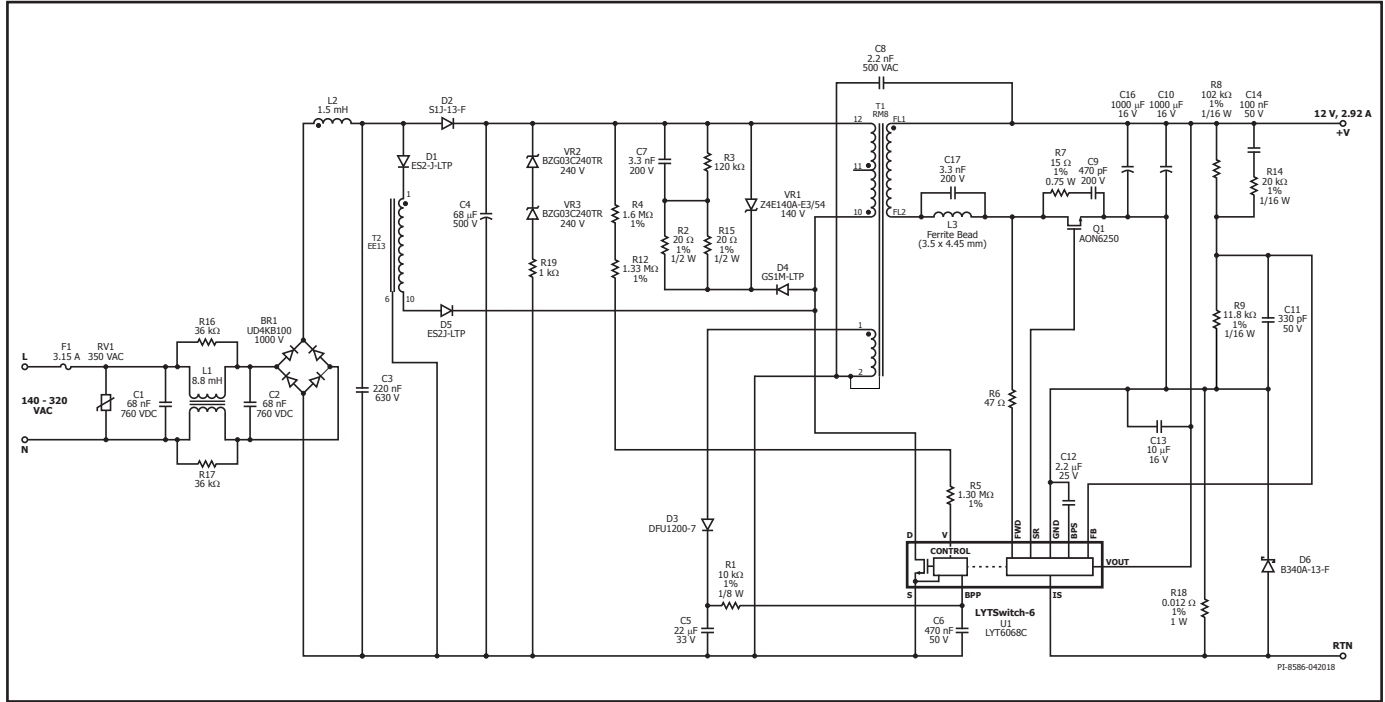 C8
2.2 nF
500 VAC
L2
1.5 mH
D2
S1J-13-F
T1
RM8
12
FL1
C16
1000 µF
16 V
C10
1000 µF
16 V
R8
102 kΩ
1%
1/16 W
C14
100 nF
50 V
12 V, 2.92 A
+V
D1
ES2-J-LTP
VR2
BZG03C240TR
240 V
C7
3.3 nF
200 V
R3
120 kΩ
11
C17
3.3 nF
200 V
R7
15 Ω
1%
0.75 W
C9
470 pF
200 V
R14
20 kΩ
1%
1/16 W
1
C4
68 µF
500 V
VR3
BZG03C240TR
240 V
R4
1.6 MΩ
1%
VR1
Z4E140A-E3/54
140 V
10
FL2
L3
Ferrite Bead
(3.5 x 4.45 mm)
Q1
AON6250
T2
EE13
R2
20 Ω
1%
1/2 W
R15
20 Ω
1%
1/2 W
R19
1 kΩ
R12
1.33 MΩ
1%
D4
GS1M-LTP
6
10
D5
ES2J-LTP
1
2
R9
11.8 kΩ
1%
1/16 W
C11
330 pF
50 V
R16
36 kΩ
BR1
UD4KB100
1000 V
L
F1
3.15 A
RV1
350 VAC
L1
8.8 mH
C3
220 nF
630 V
140 - 320
VAC
C1
68 nF
760 VDC
C2
68 nF
760 VDC
R6
47 Ω
N
R17
36 kΩ
C13
10 µF
16 V
C12
2.2 µF
25 V
R5
1.30 MΩ
1%
D3
DFU1200-7
D
V
FWD
SR
GND
BPS
FB
CONTROL
VOUT
D6
B340A-13-F
R1
10 kΩ
1%
1/8 W
S
BPP
IS
LYTSwitch-6
U1
LYT6068C
R18
0.012 Ω
1%
1 W
C5
22 µF
33 V
C6
470 nF
50 V
RTN
PI-8586-042018